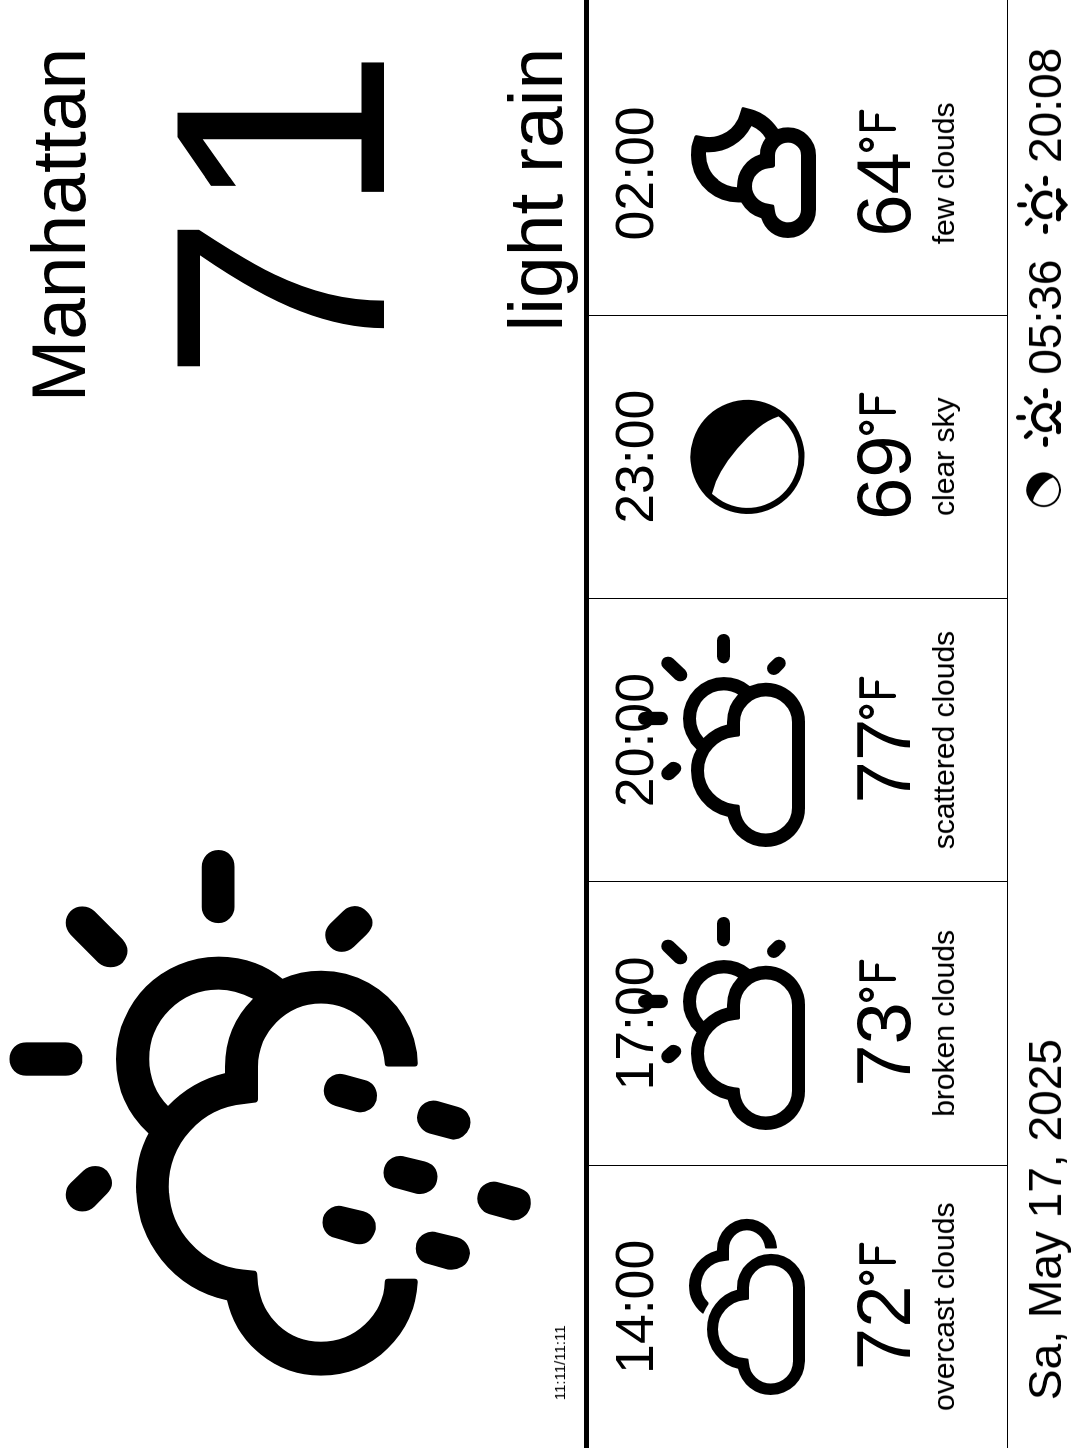 Manhattan
71
light rain
11:11/11:11
14:00 17:00 20:00 23:00 02:00
72°F 73°F 77°F 69°F 64°F
overcast clouds broken clouds scattered clouds clear sky few clouds
Sa, May 17, 2025 05:36 20:08